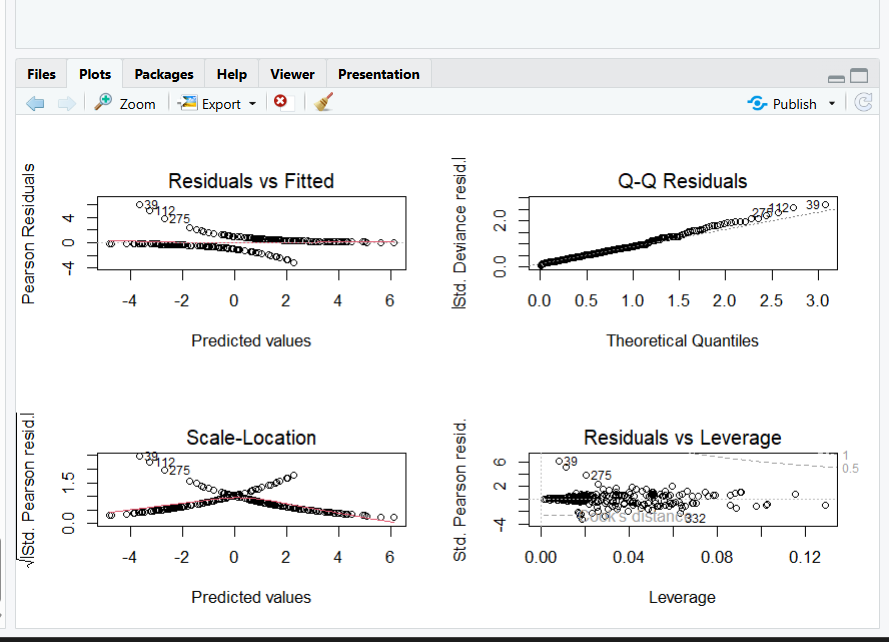 Files Plots Packages Help Viewer Presentation
Zoom Export Publish
Residuals vs Fitted
Pearson Residuals
4
0
-4
39
112
275
-4 -2 0 2 4 6
Predicted values
Q-Q Residuals
|Std. Deviance resid.|
2.0
0.0
275
112
39
0.0 0.5 1.0 1.5 2.0 2.5 3.0
Theoretical Quantiles
Scale-Location
√|Std. Pearson resid.|
1.5
0.0
39
112
275
-4 -2 0 2 4 6
Predicted values
Residuals vs Leverage
Std. Pearson resid.
6
2
-4
39
275
332
Cook's distance
1
0.5
0.00 0.04 0.08 0.12
Leverage